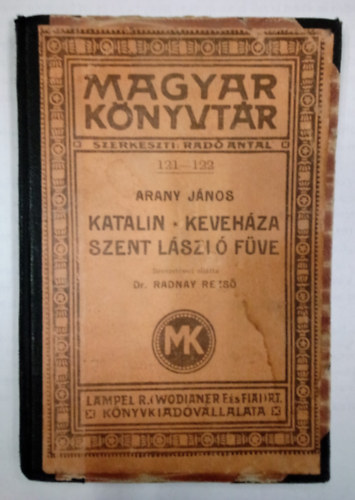 MAGYAR
KÖNYVTÁR
SZERKESZTI: RADÓ ANTAL
121—122
ARANY JÁNOS
KATALIN · KEVEHÁZA
SZENT LÁSZLÓ FÜVE
Dr. RADNAY REZSŐ
MK
LAMPEL R. (WODIANER F. ÉS FIAI) RT.
KÖNYVKIADÓVÁLLALATA